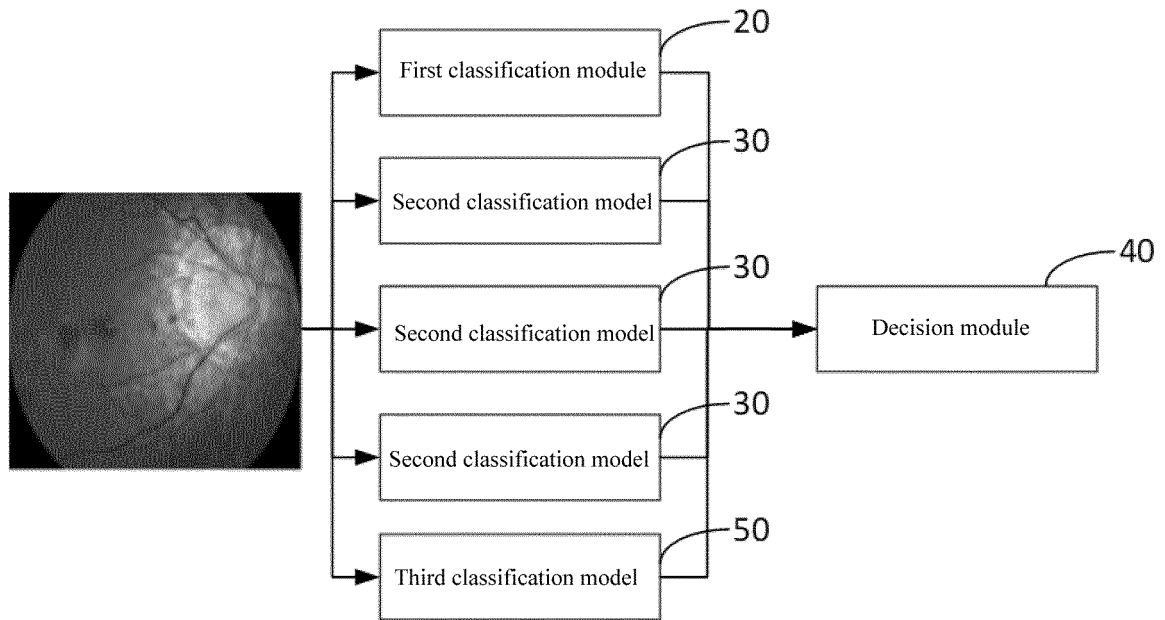 20
First classification module
30
Second classification model
30
Second classification model
40
Decision module
30
Second classification model
50
Third classification model